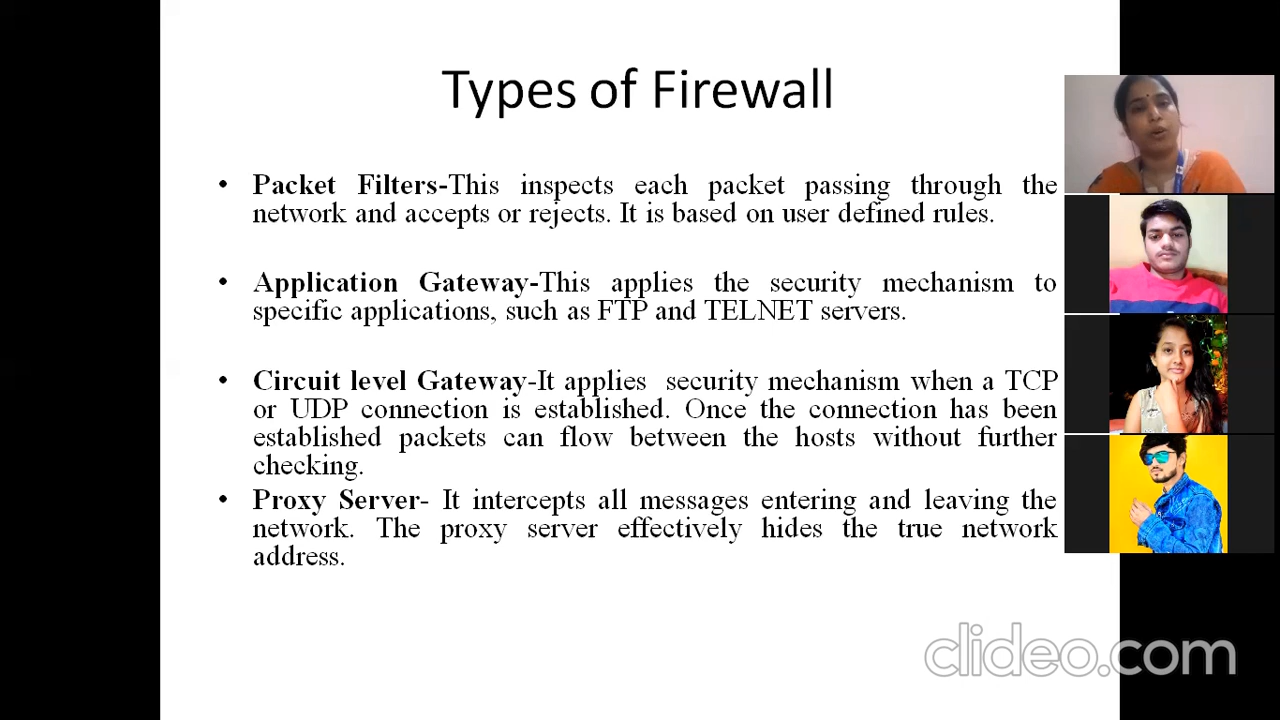 Types of Firewall
• Packet Filters-This inspects each packet passing through the
network and accepts or rejects. It is based on user defined rules.
• Application Gateway-This applies the security mechanism to
specific applications, such as FTP and TELNET servers.
• Circuit level Gateway-It applies security mechanism when a TCP
or UDP connection is established. Once the connection has been
established packets can flow between the hosts without further
checking.
• Proxy Server- It intercepts all messages entering and leaving the
network. The proxy server effectively hides the true network
address.
clideo.com